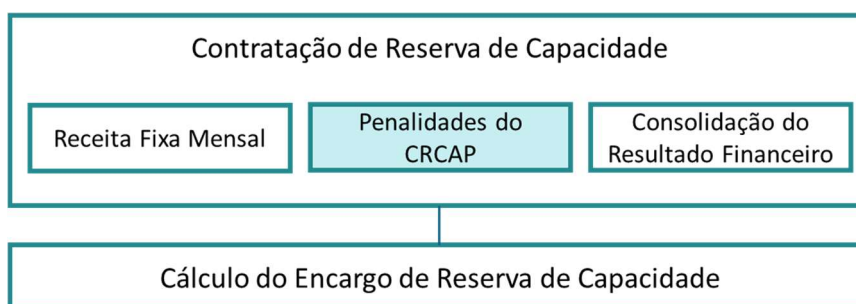 Contratação de Reserva de Capacidade
Receita Fixa Mensal
Penalidades do
CRCAP
Consolidação do
Resultado Financeiro
Cálculo do Encargo de Reserva de Capacidade